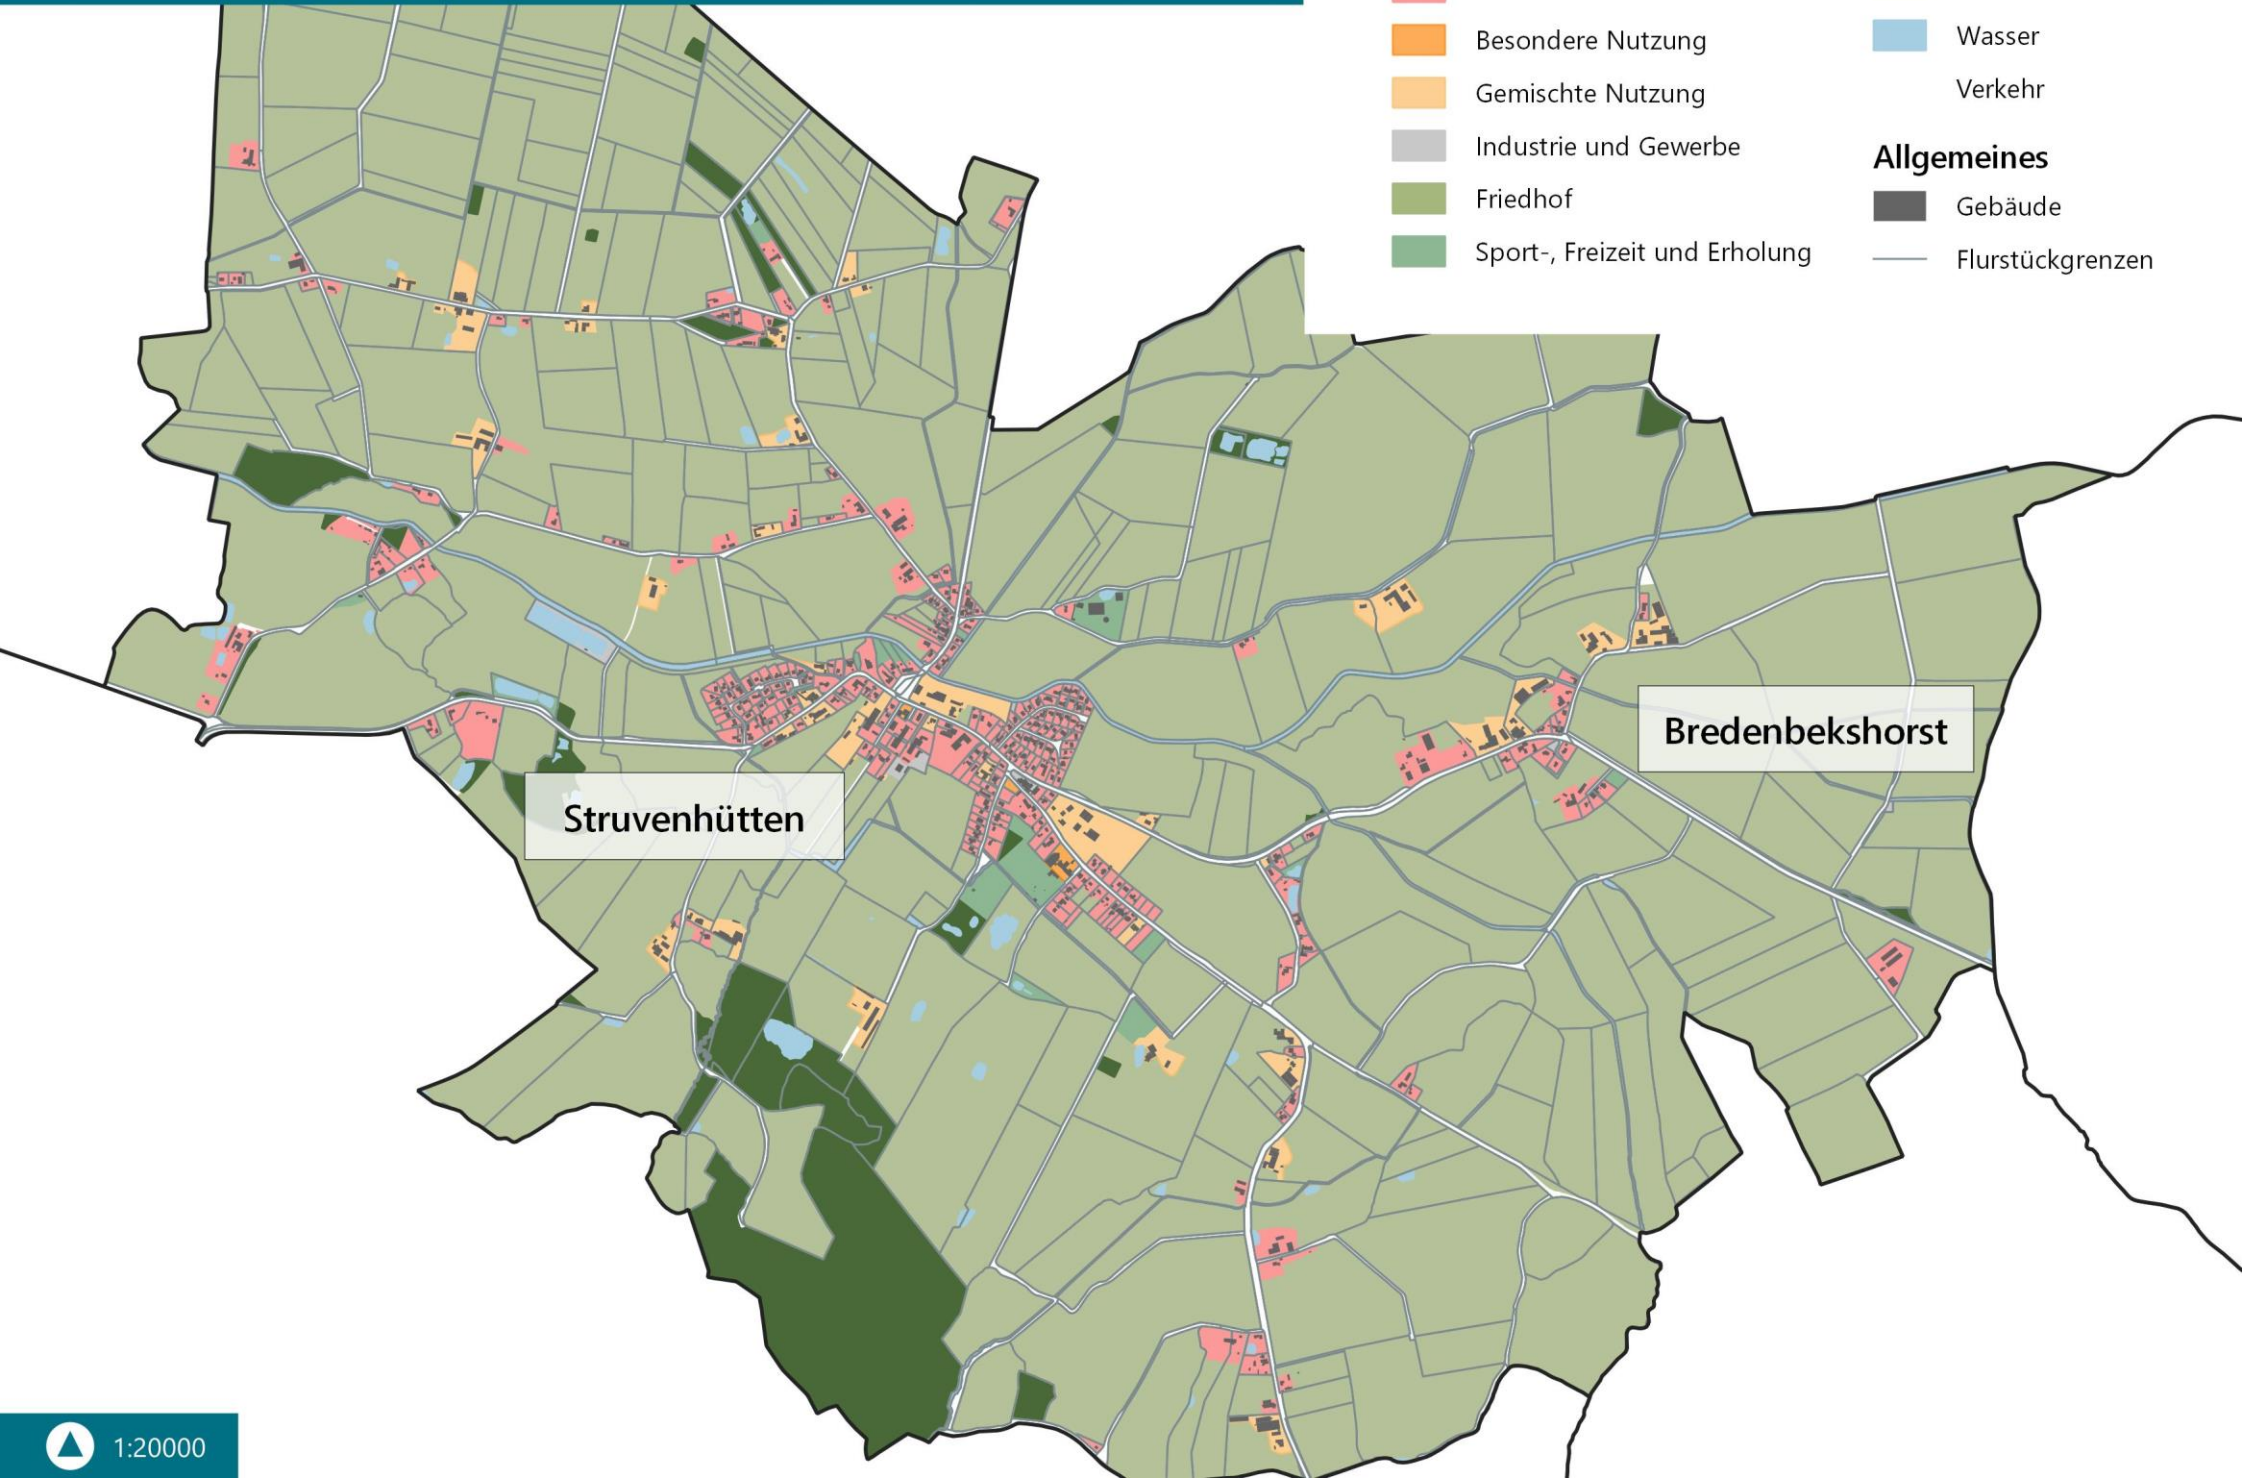 Besondere Nutzung
Gemischte Nutzung
Industrie und Gewerbe
Friedhof
Sport-, Freizeit und Erholung
Wasser
Verkehr
Allgemeines
Gebäude
Flurstückgrenzen
Bredenbekshorst
Struvenhütten
1:20000